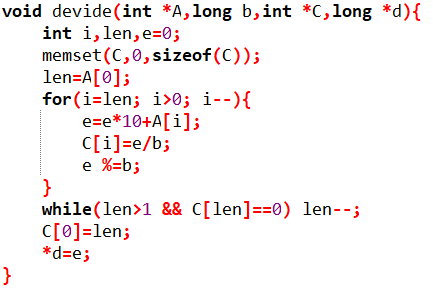 void devide(int *A,long b,int *C,long *d){
int i,len,e=0;
memset(C,0,sizeof(C));
len=A[0];
for(i=len; i>0; i--){
e=e*10+A[i];
C[i]=e/b;
e %=b;
}
while(len>1 && C[len]==0) len--;
C[0]=len;
*d=e;
}